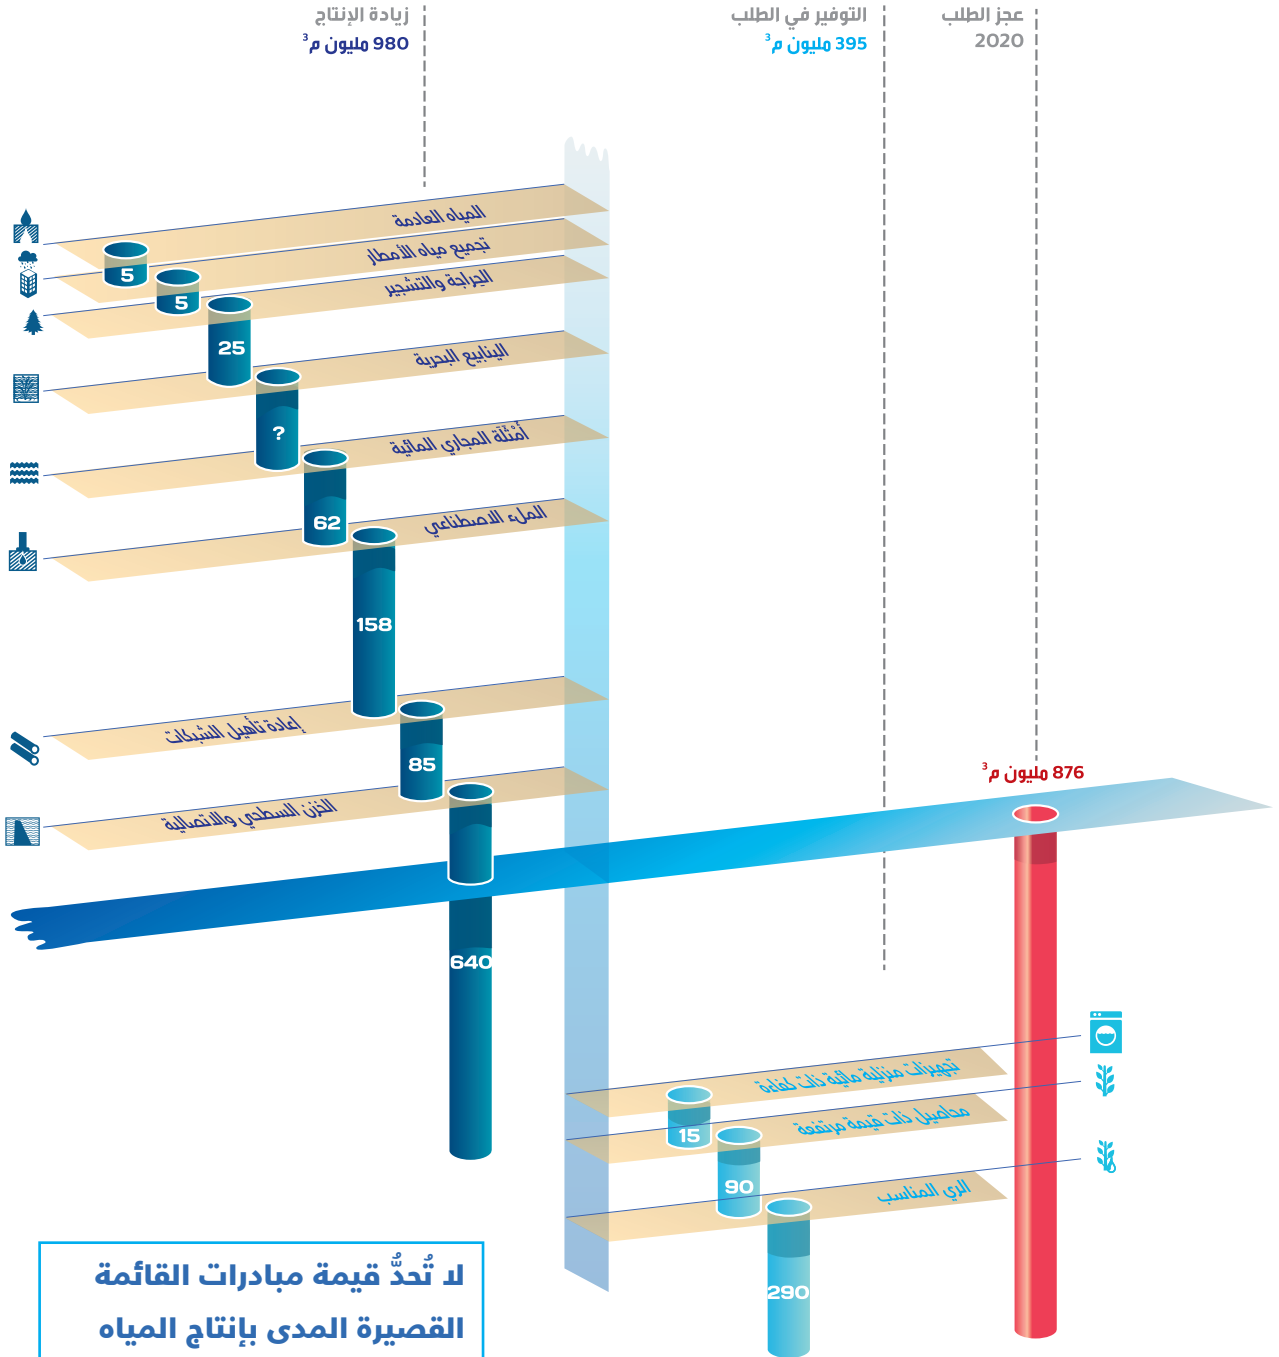 عجز الطلب
2020
التوفير في الطلب
395 مليون م³
زيادة الإنتاج
980 مليون م³
المياه العادمة
5
تجميع مياه الأمطار
5
الحراجة والتشجير
25
الينابيع البحرية
?
أَمْثَلَة المجاري المائية
62
الملء الاصطناعي
158
إعادة تأهيل الشبكات
85
الخزن السطحي والاتصالية
640
876 مليون م³
تجهيزات منزلية مائية ذات كفاءة
15
محاصيل ذات قيمة مرتفعة
90
الري المناسب
290
لا تُحدُّ قيمة مبادرات القائمة
القصيرة المدى بإنتاج المياه